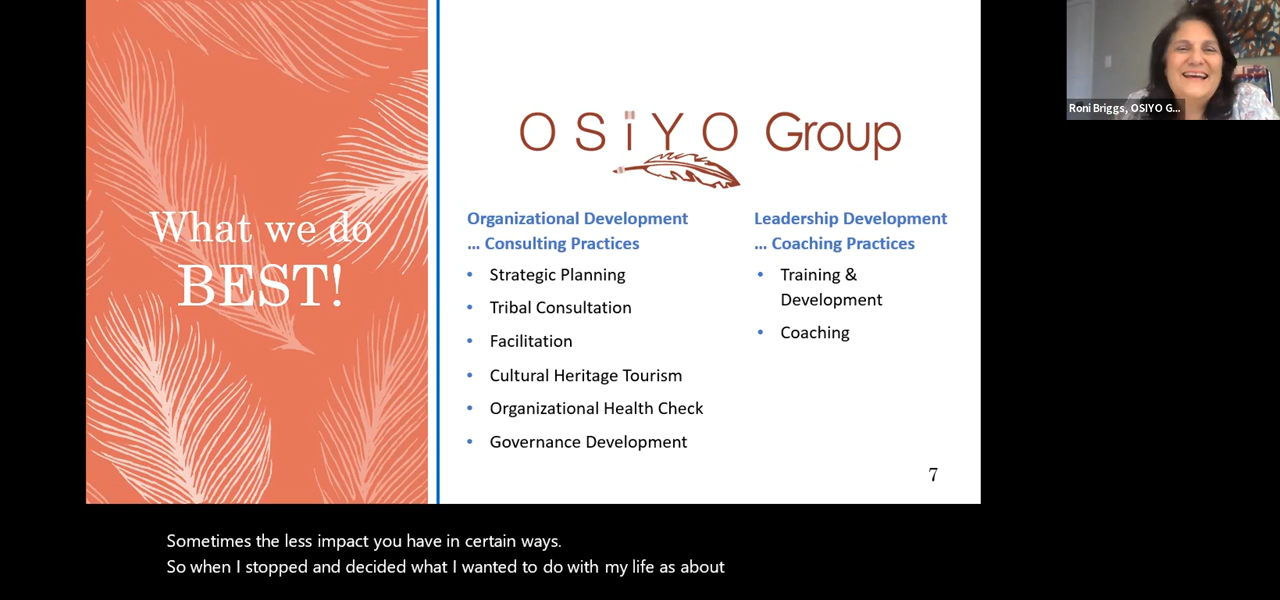 What we do
BEST!
OSiYO Group
Organizational Development
... Consulting Practices
• Strategic Planning
• Tribal Consultation
• Facilitation
• Cultural Heritage Tourism
• Organizational Health Check
• Governance Development
Leadership Development
... Coaching Practices
• Training &
Development
• Coaching
7
Roni Briggs, OSIYO G...
Sometimes the less impact you have in certain ways.
So when I stopped and decided what I wanted to do with my life as about